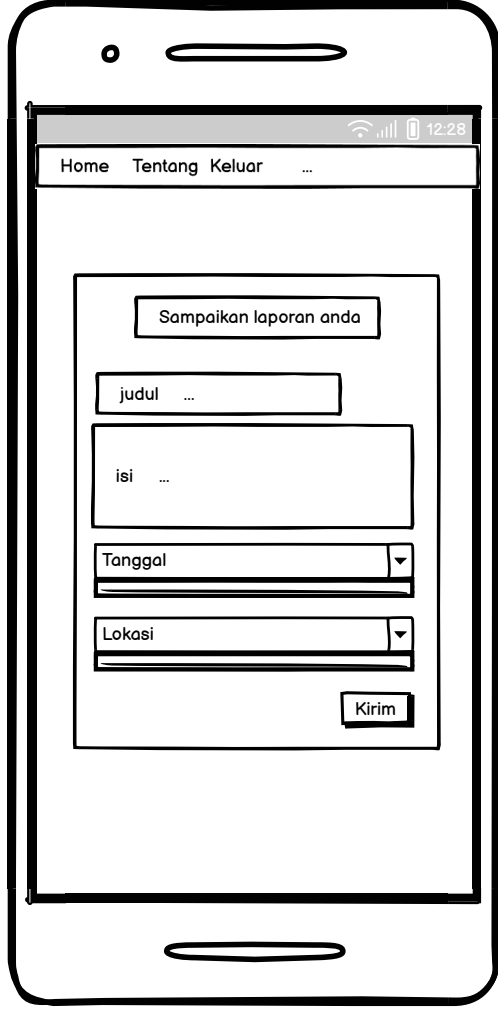 12:28
Home Tentang Keluar ...
Sampaikan laporan anda
judul ...
isi ...
Tanggal
Lokasi
Kirim